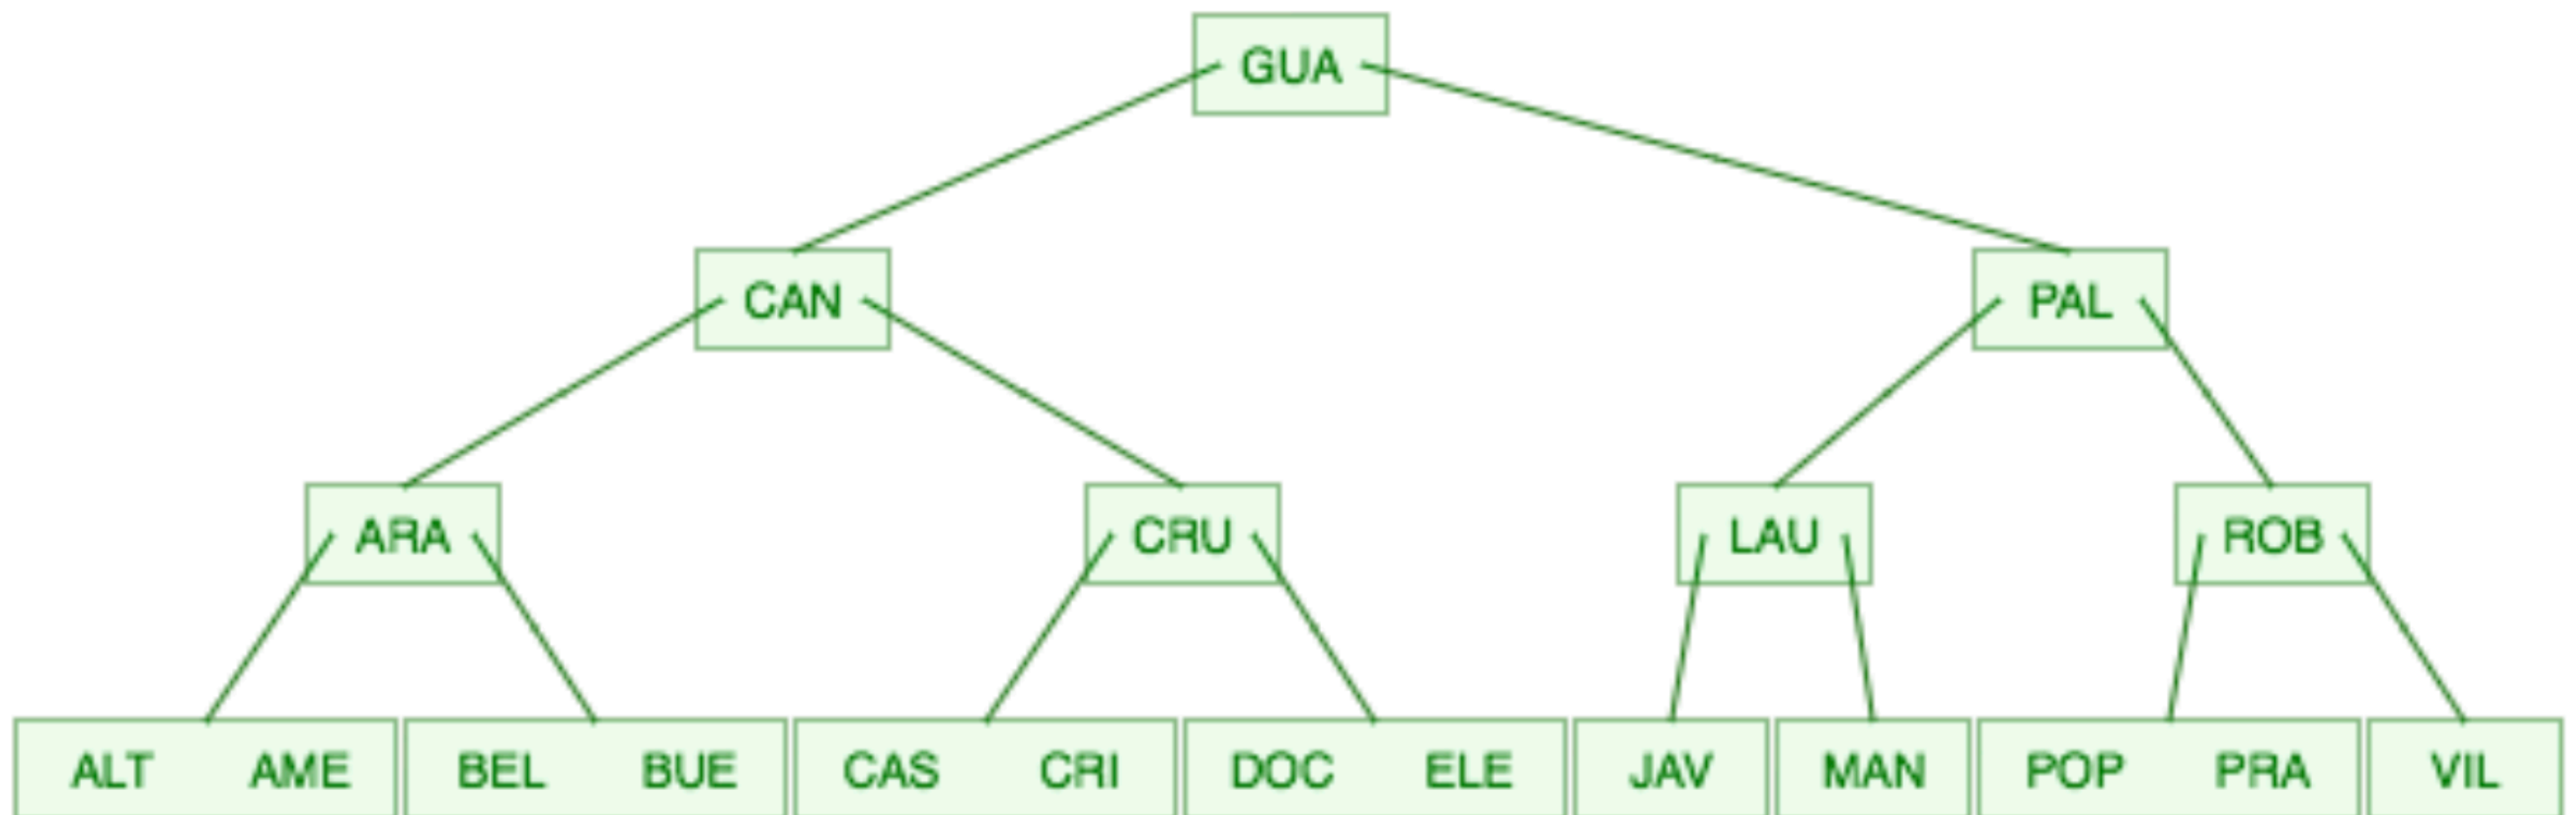 GUA
CAN PAL
ARA CRU LAU ROB
ALT AME BEL BUE CAS CRI DOC ELE JAV MAN POP PRA VIL